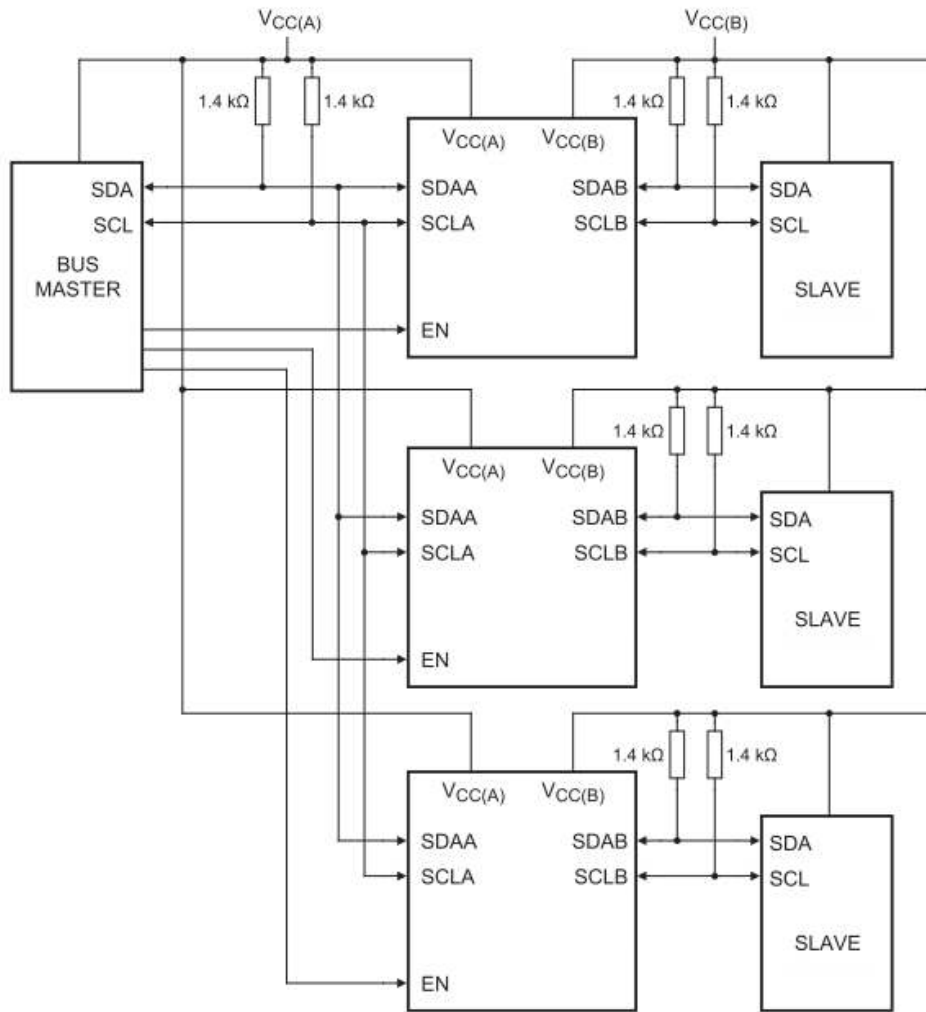 VCC(A)
VCC(B)
1.4 kΩ
1.4 kΩ
1.4 kΩ
1.4 kΩ
VCC(A)
VCC(B)
SDA
SDAA
SDAB
SDA
SCL
SCLA
SCLB
SCL
BUS
MASTER
SLAVE
EN
1.4 kΩ
1.4 kΩ
VCC(A)
VCC(B)
SDAA
SDAB
SDA
SCLA
SCLB
SCL
SLAVE
EN
1.4 kΩ
1.4 kΩ
VCC(A)
VCC(B)
SDAA
SDAB
SDA
SCLA
SCLB
SCL
SLAVE
EN